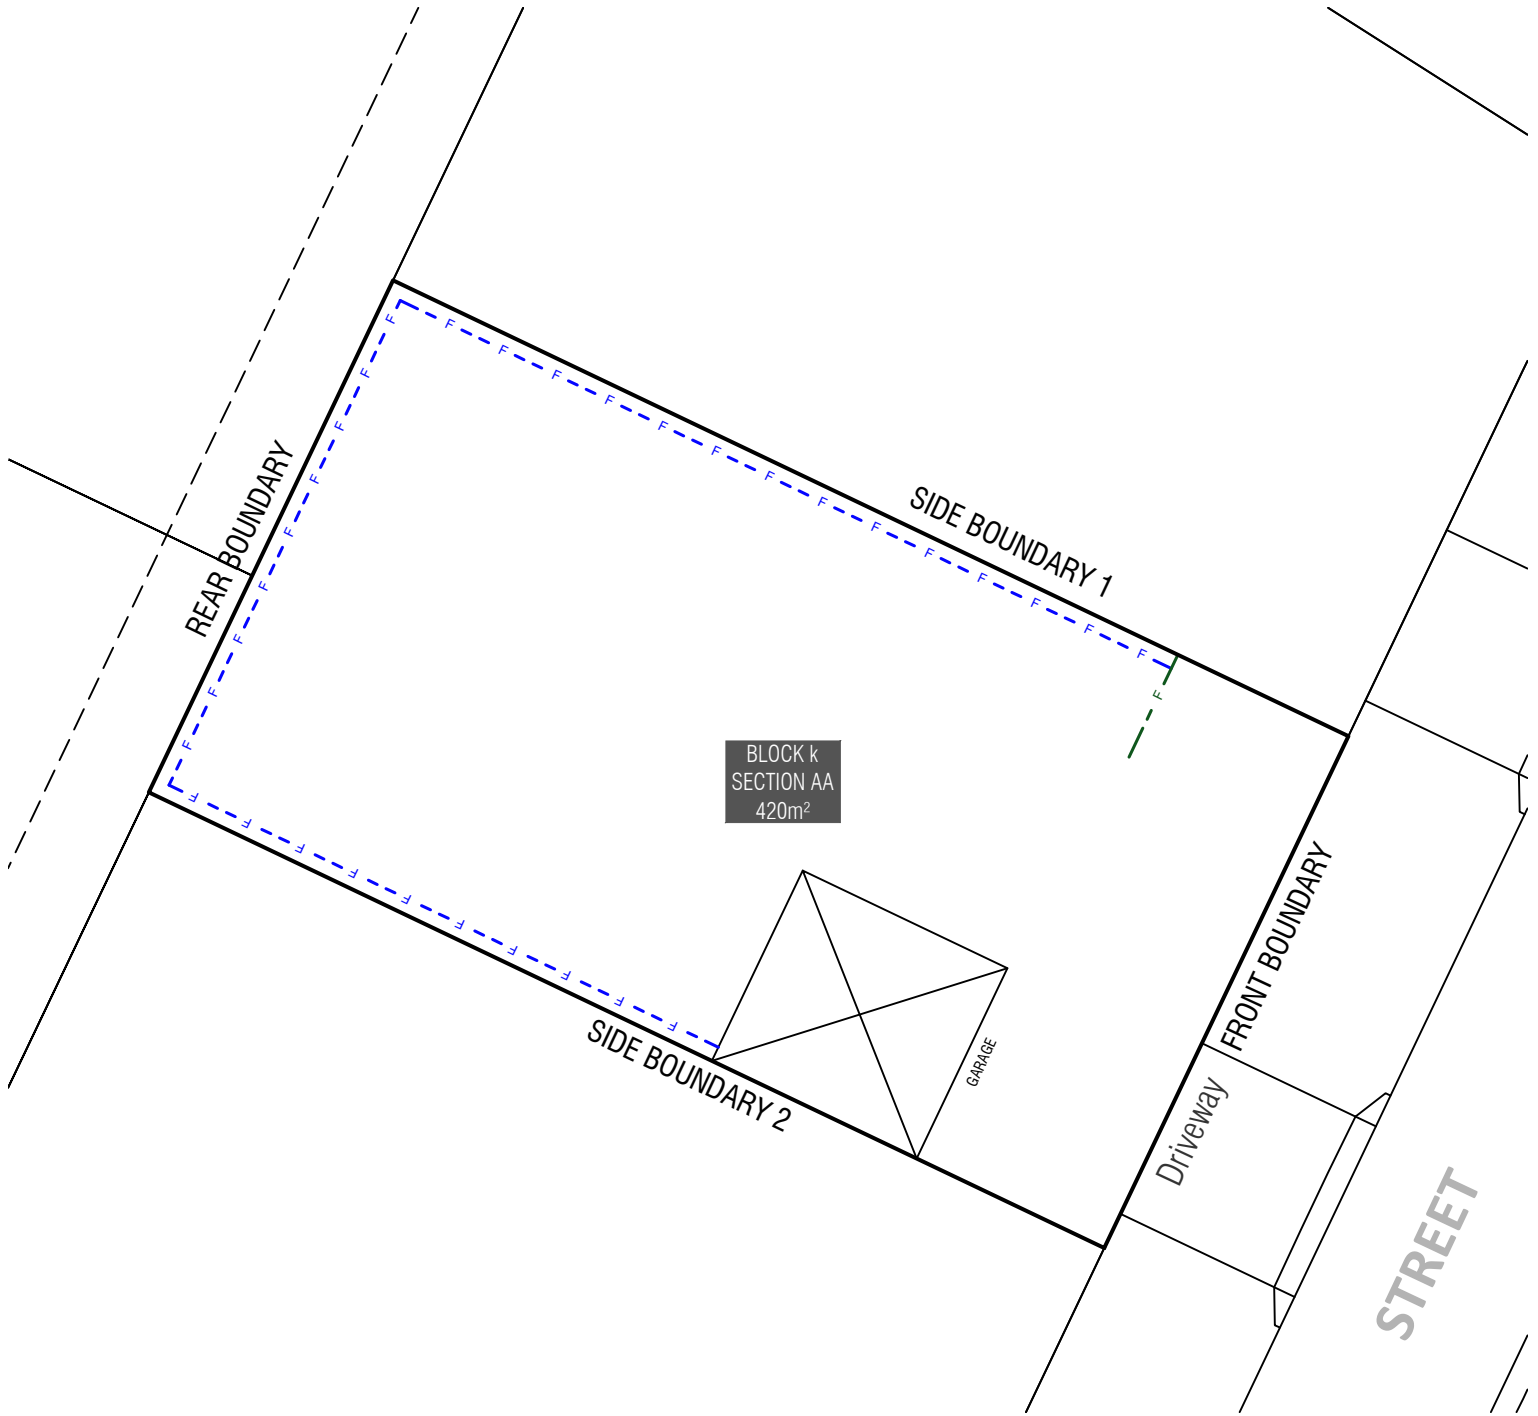 SIDE BOUNDARY 1
REAR BOUNDARY
BLOCK k
SECTION AA
420m²
FRONT BOUNDARY
GARAGE
SIDE BOUNDARY 2
Driveway
STREET
F F F F F F F F F F F F F F
F F F F F F F F F
F F F F F F F F F F
F